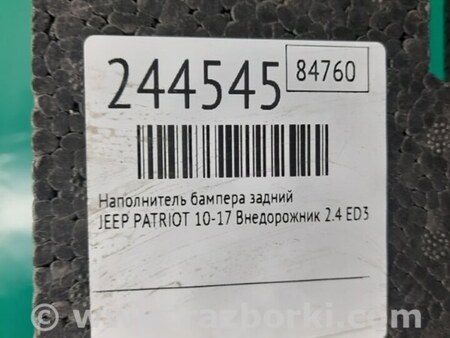 244545
84760
Наполнитель бампера задний
JEEP PATRIOT 10-17 Внедорожник 2.4 ED3